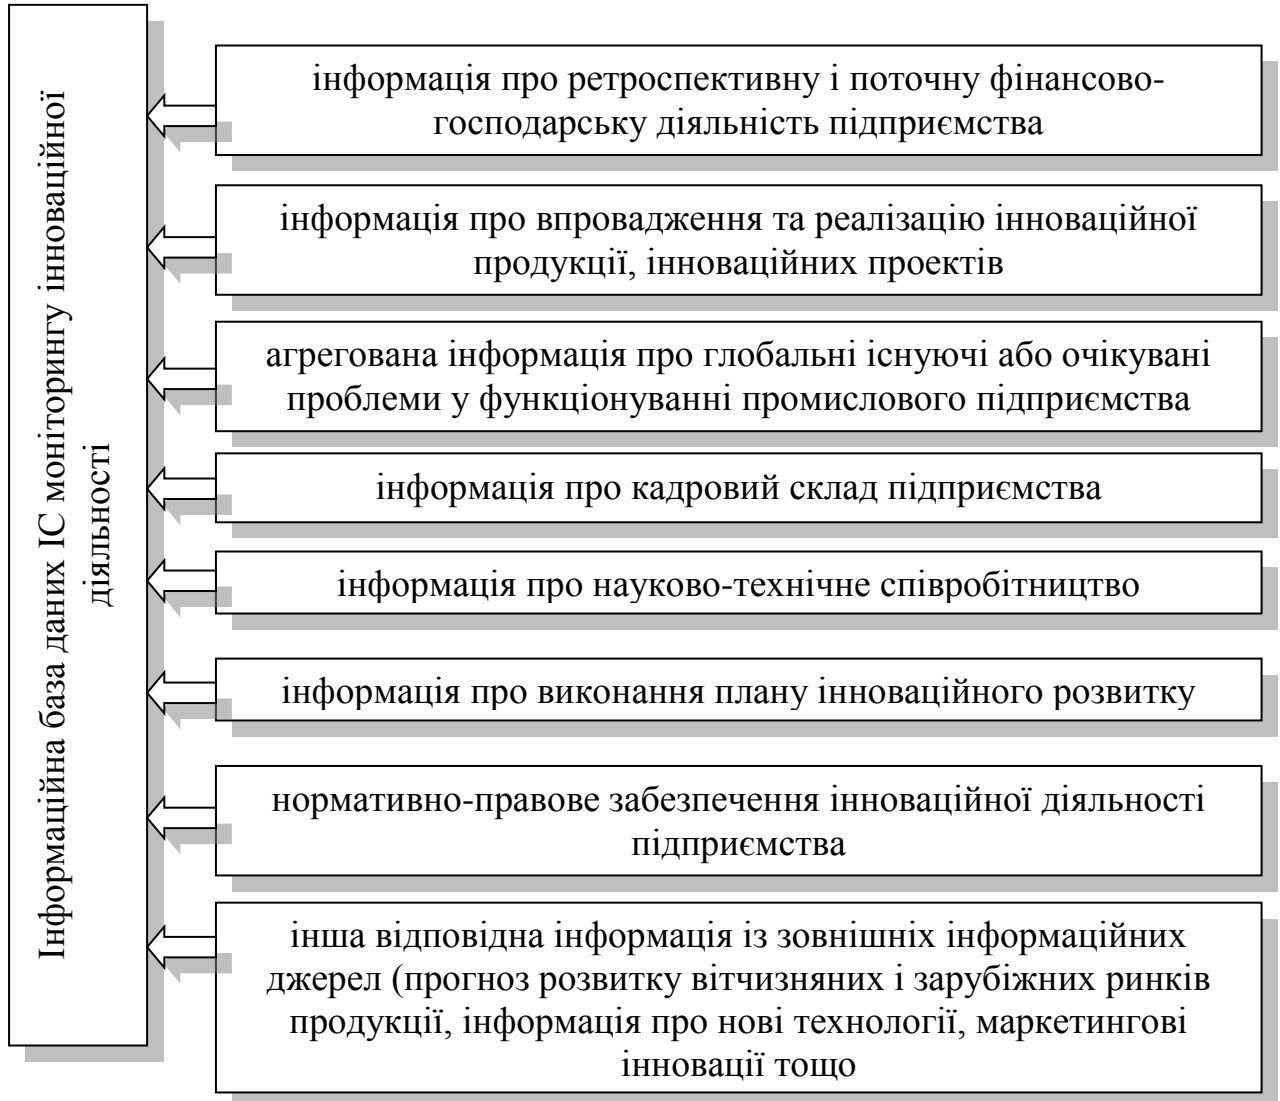 Інформаційна база даних ІС моніторингу інноваційної
діяльності
інформація про ретроспективну і поточну фінансово-
господарську діяльність підприємства
інформація про впровадження та реалізацію інноваційної
продукції, інноваційних проектів
агрегована інформація про глобальні існуючі або очікувані
проблеми у функціонуванні промислового підприємства
інформація про кадровий склад підприємства
інформація про науково-технічне співробітництво
інформація про виконання плану інноваційного розвитку
нормативно-правове забезпечення інноваційної діяльності
підприємства
інша відповідна інформація із зовнішніх інформаційних
джерел (прогноз розвитку вітчизняних і зарубіжних ринків
продукції, інформація про нові технології, маркетингові
інновації тощо